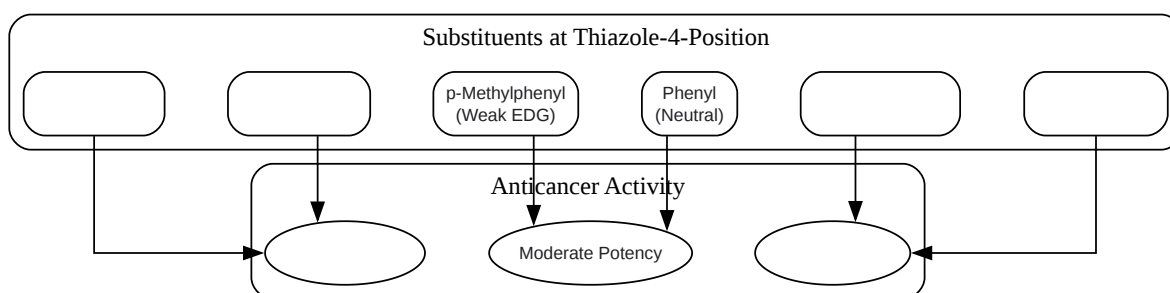 Substituents at Thiazole-4-Position
p-Methylphenyl
(Weak EDG)
Phenyl
(Neutral)
Anticancer Activity
Moderate Potency